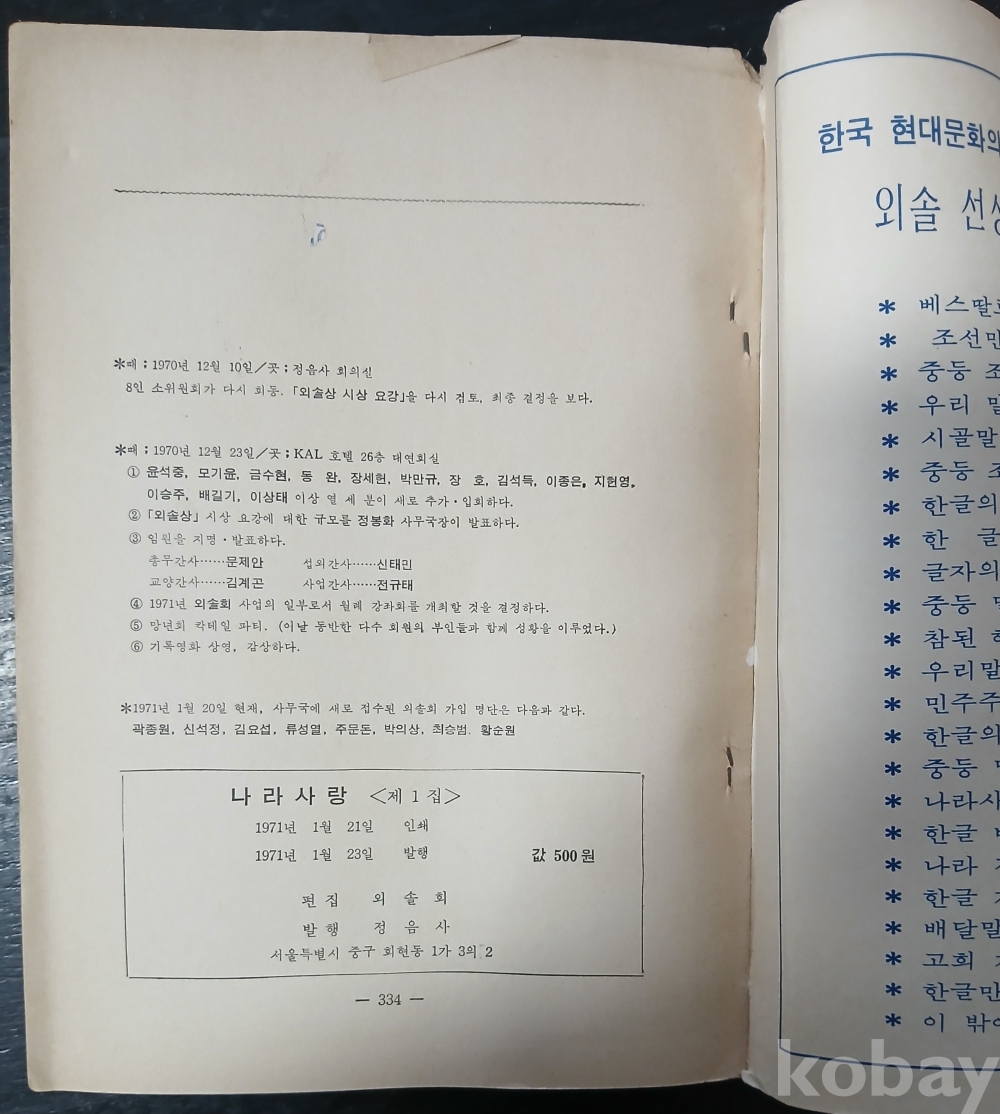 *때 : 1970년 12월 10일／곳 : 정음사 회의실
8인 소위원회가 다시 회동. 「외솔상 시상 요강」을 다시 검토, 최종 결정을 보다.
*때 : 1970년 12월 23일／곳 : KAL 호텔 26층 대연회실
① 윤석중, 모기윤, 금수현, 동 완, 장세헌, 박만규, 장 호, 김석득, 이종은, 지헌영,
이승주, 배길기, 이상태 이상 열 세 분이 새로 추가·입회하다.
② 「외솔상」 시상 요강에 대한 규모를 정봉화 사무국장이 발표하다.
③ 임원을 지명·발표하다.
총무간사……문제안 섭외간사……신태민
교양간사……김계곤 사업간사……전규태
④ 1971년 외솔회 사업의 일부로서 월례 강좌회를 개최할 것을 결정하다.
⑤ 망년회 칵테일 파티. (이날 동반한 다수 회원의 부인들과 함께 성황을 이루었다.)
⑥ 기록영화 상영, 감상하다.
*1971년 1월 20일 현재, 사무국에 새로 접수된 외솔회 가입 명단은 다음과 같다.
곽종원, 신석정, 김요섭, 류성열, 주문돈, 박의상, 최승범. 황순원
나라사랑 <제 1 집>
1971년 1월 21일 인쇄
1971년 1월 23일 발행 값 500원
편집 외솔회
발행 정음사
서울특별시 중구 회현동 1가 3의 2
— 334 —
한국 현대문화의
외솔 선생
* 베스딸
* 조선민
* 중등 조
* 우리 말
* 시골말
* 중등 조
* 한글의
* 한 글
* 글자의
* 중등
* 참된
* 우리말
* 민주주
* 한글의
* 중등
* 나라사
* 한글
* 나라
* 한글
* 배달말
* 고희
* 한글만
* 이 밖에
kobay